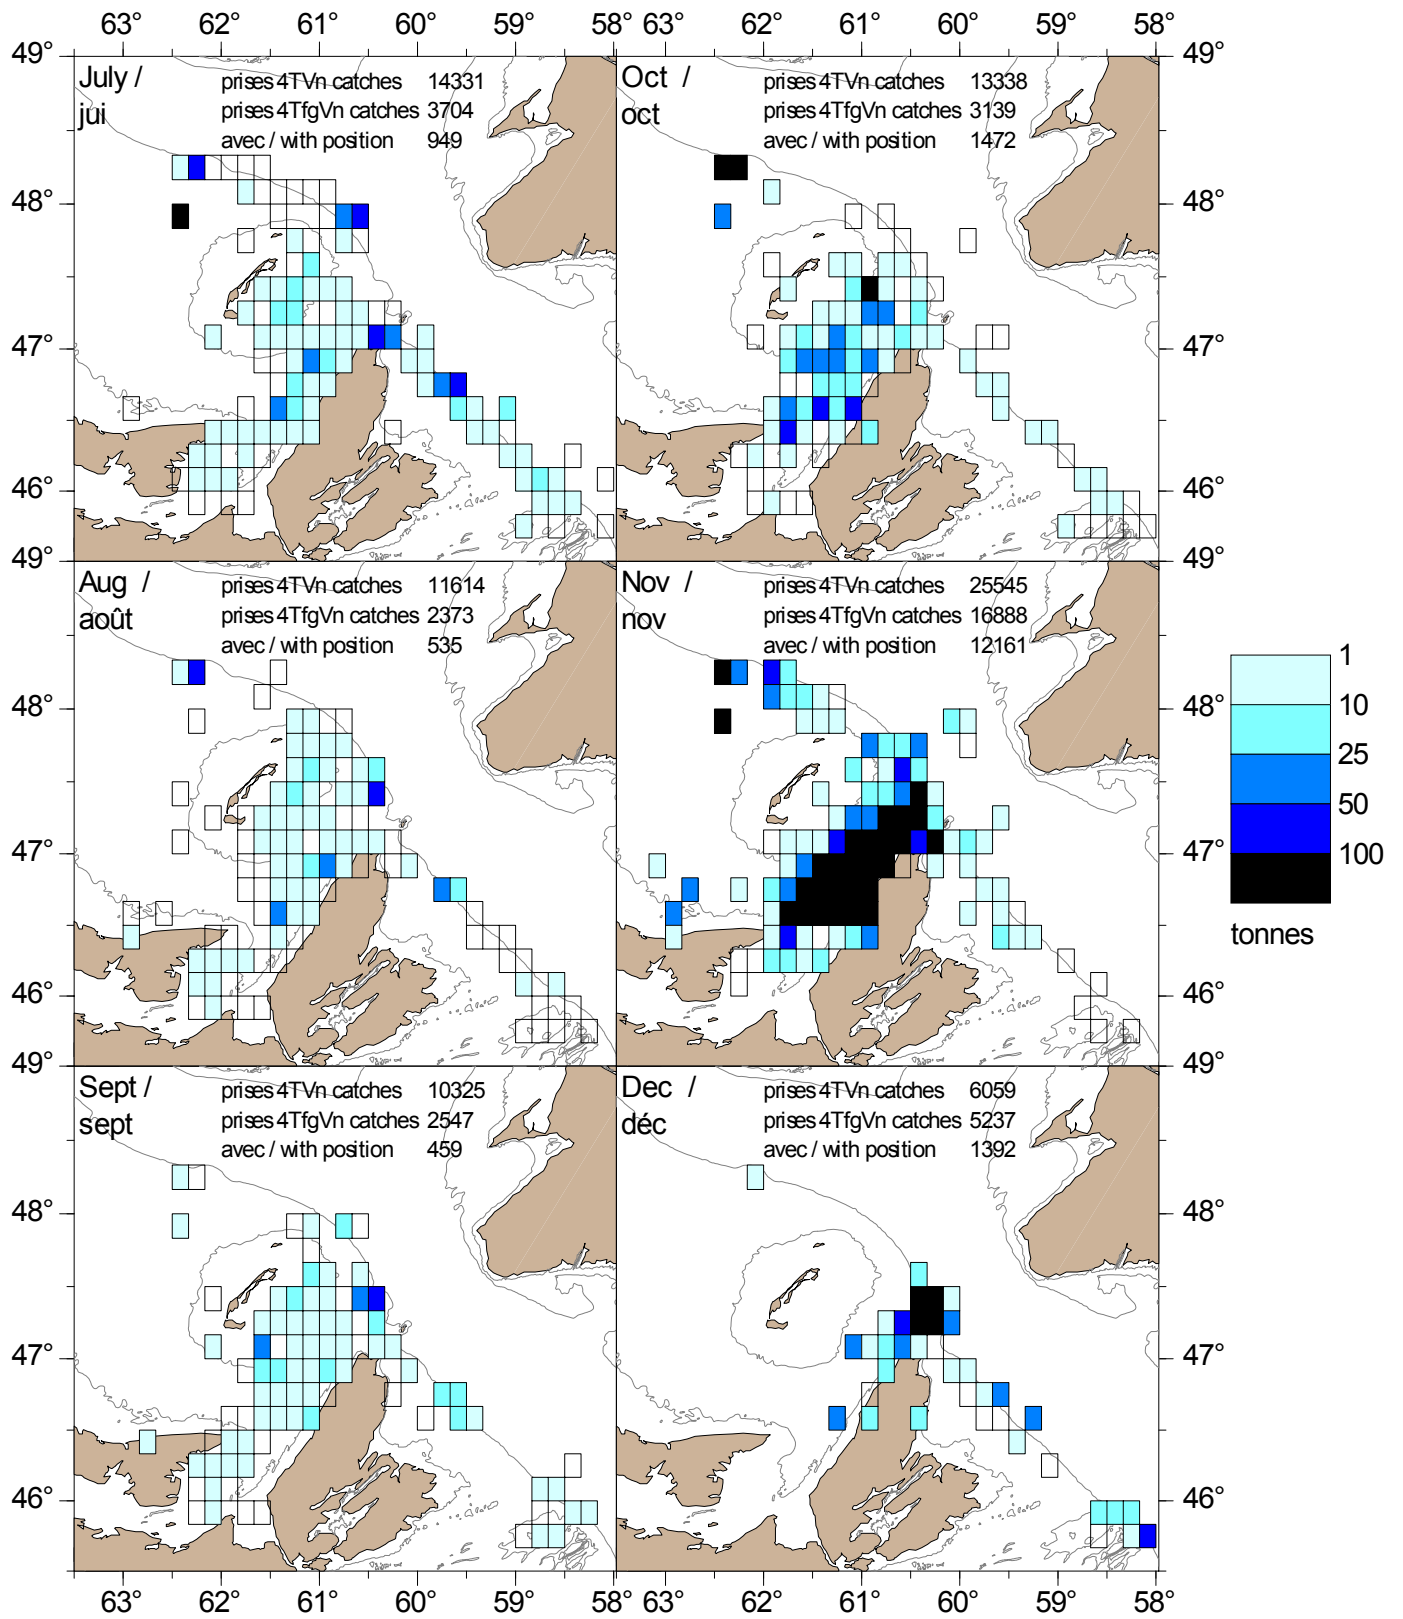 63° 62° 61° 60° 59° 58° 63° 62° 61° 60° 59° 58°
49° 49°
July / jui
prises 4TVn catches 14331
prises 4TfgVn catches 3704
avec / with position 949
Oct / oct
prises 4TVn catches 13338
prises 4TfgVn catches 3139
avec / with position 1472
48° 48°
47° 47°
46° 46°
49° 49°
Aug / août
prises 4TVn catches 11614
prises 4TfgVn catches 2373
avec / with position 535
Nov / nov
prises 4TVn catches 25545
prises 4TfgVn catches 16888
avec / with position 12161
48° 48°
47° 47°
46° 46°
1
10
25
50
100
tonnes
49° 49°
Sept / sept
prises 4TVn catches 10325
prises 4TfgVn catches 2547
avec / with position 459
Dec / déc
prises 4TVn catches 6059
prises 4TfgVn catches 5237
avec / with position 1392
48° 48°
47° 47°
46° 46°
63° 62° 61° 60° 59° 58° 63° 62° 61° 60° 59° 58°